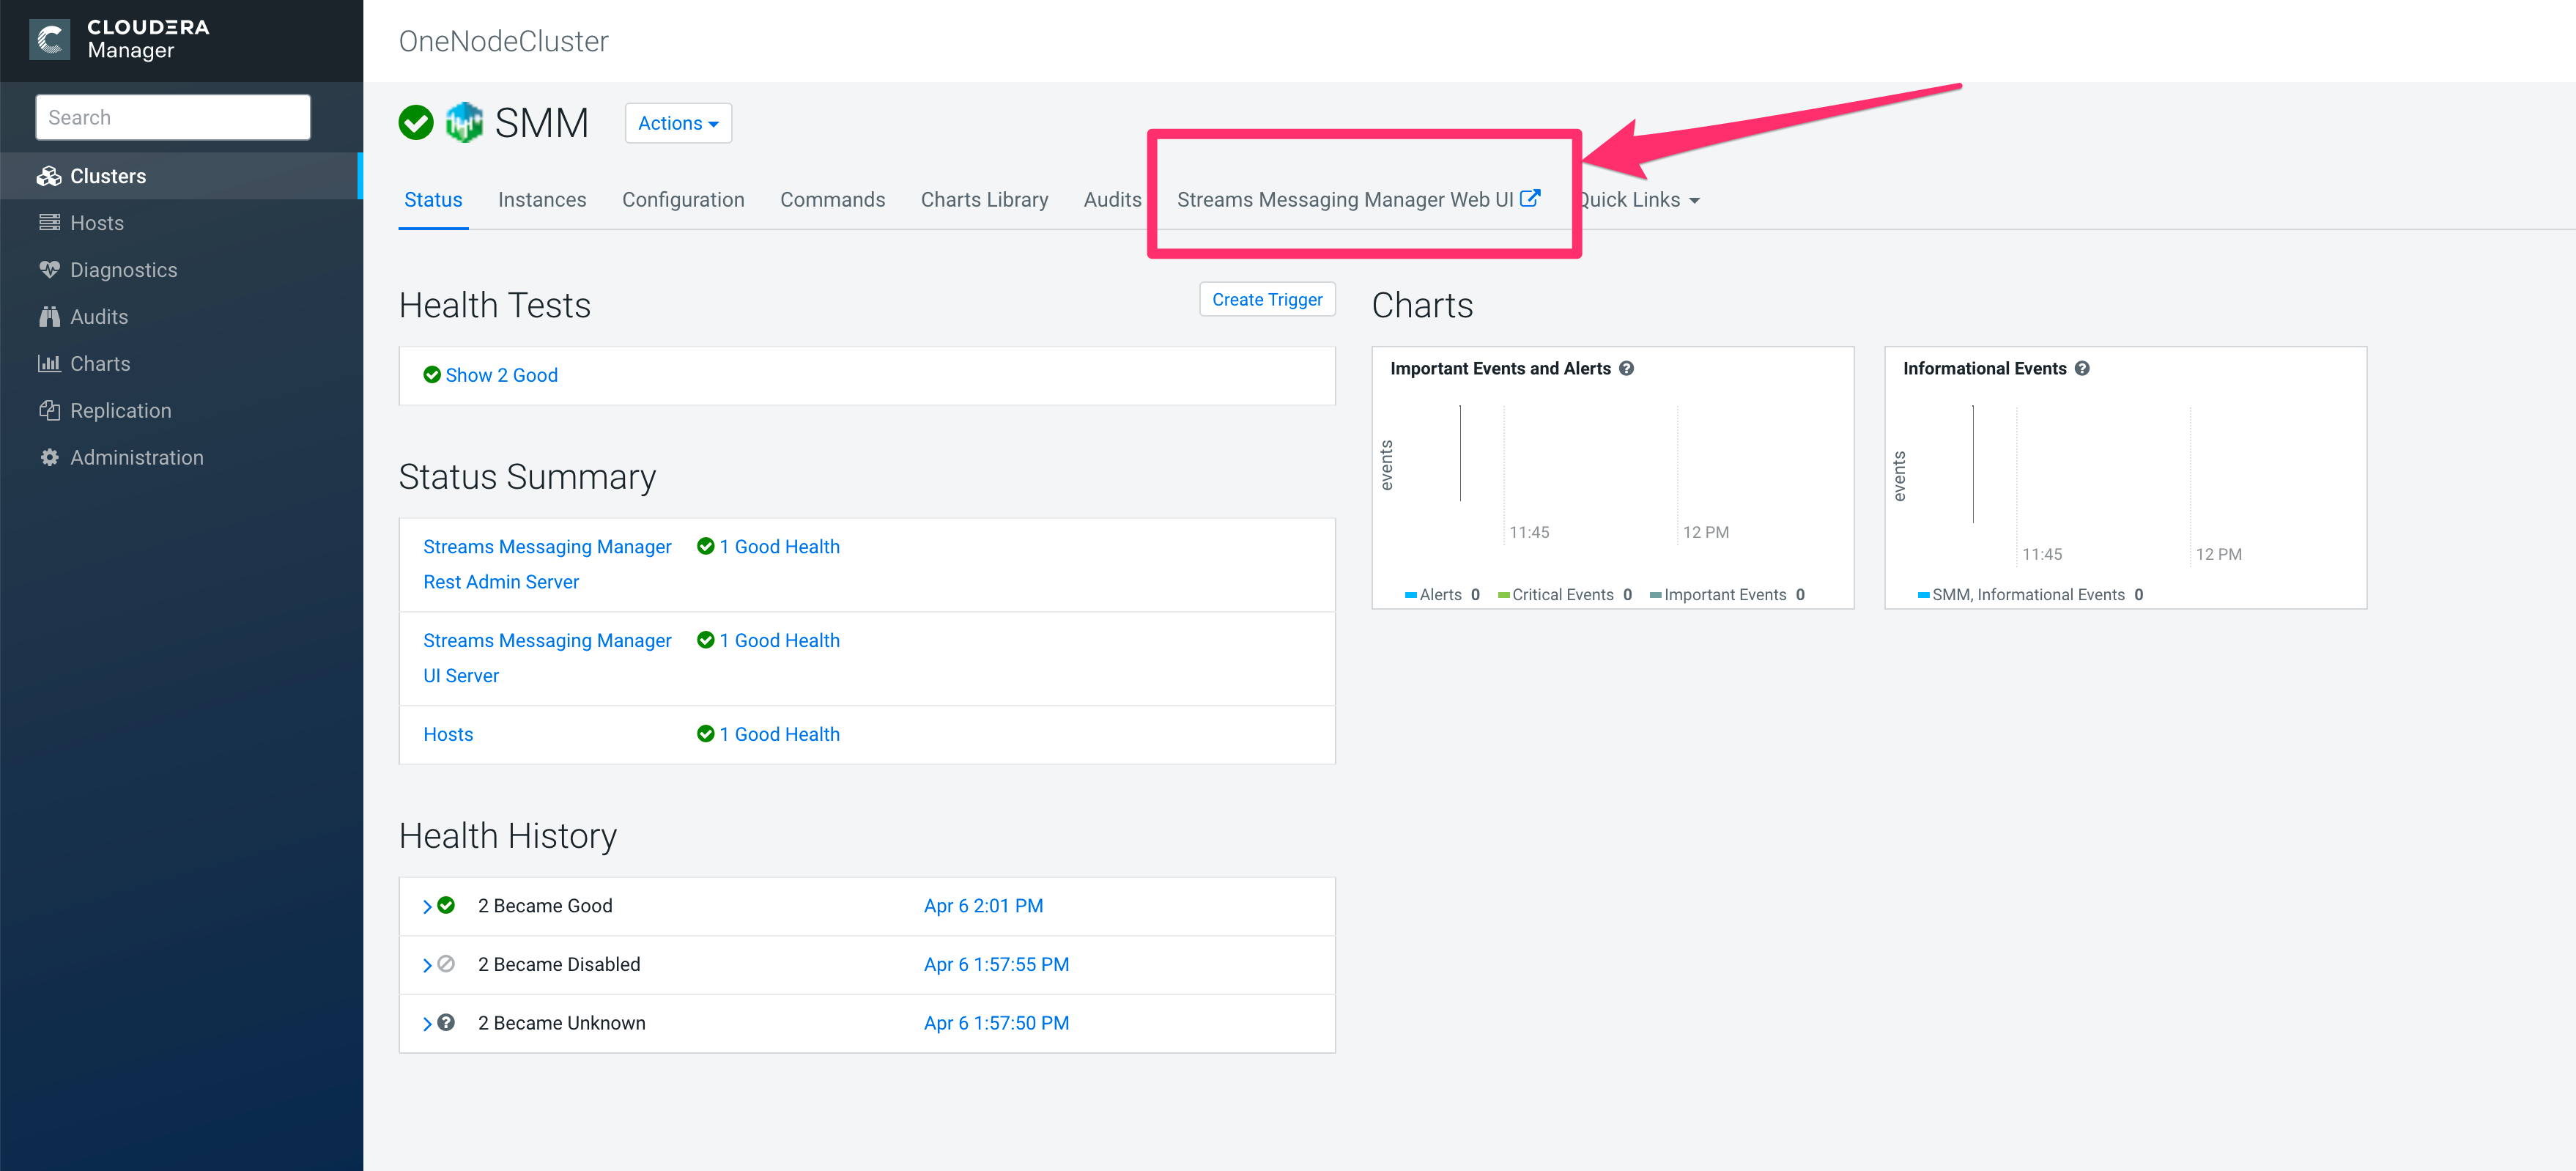 CLOUDERA
Manager
OneNodeCluster
Search
Clusters
Hosts
Diagnostics
Audits
Charts
Replication
Administration
SMM
Actions
Status Instances Configuration Commands Charts Library Audits Streams Messaging Manager Web UI Quick Links
Health Tests
Create Trigger
Show 2 Good
Status Summary
Streams Messaging Manager Rest Admin Server 1 Good Health
Streams Messaging Manager UI Server 1 Good Health
Hosts 1 Good Health
Health History
2 Became Good Apr 6 2:01 PM
2 Became Disabled Apr 6 1:57:55 PM
2 Became Unknown Apr 6 1:57:50 PM
Charts
Important Events and Alerts
events
11:45 12 PM
Alerts 0 Critical Events 0 Important Events 0
Informational Events
events
11:45 12 PM
SMM, Informational Events 0